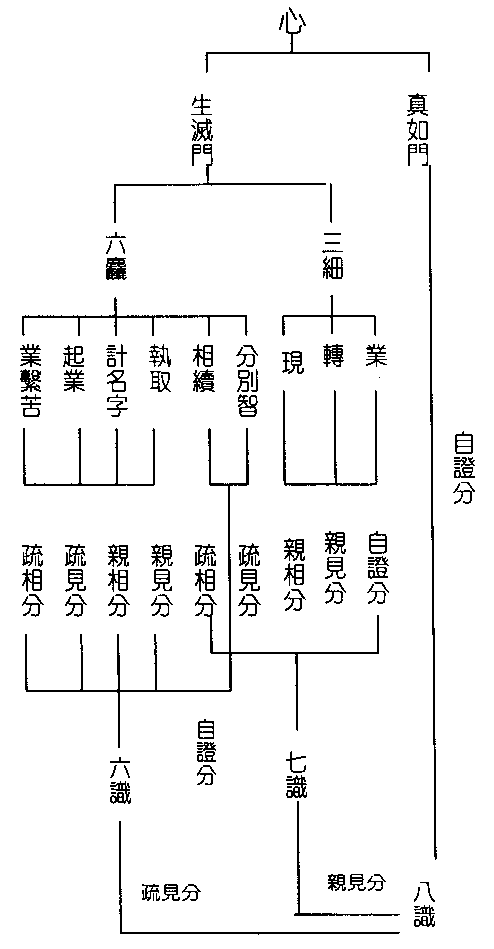 心
真如門
生滅門
三細
六麤
業
轉
現
分別智
相續
執取
計名字
起業
業繫苦
自證分
自證分
親見分
親相分
疏見分
疏相分
親見分
親相分
疏見分
疏相分
自證分
七識
六識
八識
親見分
疏見分